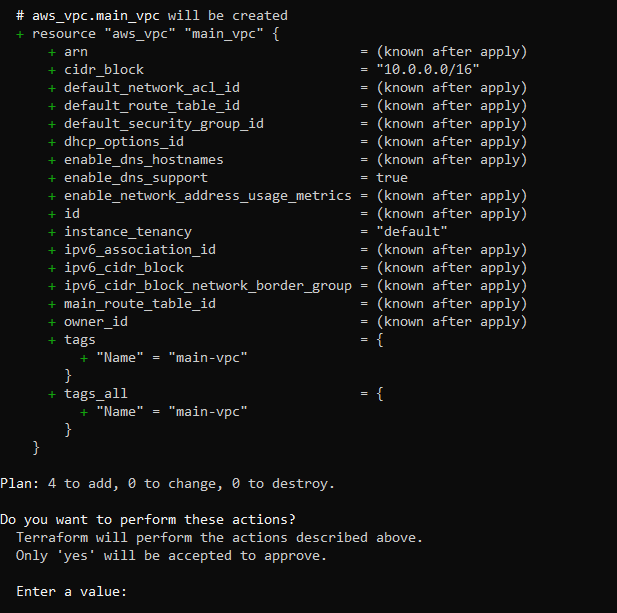 # aws_vpc.main_vpc will be created
+ resource "aws_vpc" "main_vpc" {
+ arn = (known after apply)
+ cidr_block = "10.0.0.0/16"
+ default_network_acl_id = (known after apply)
+ default_route_table_id = (known after apply)
+ default_security_group_id = (known after apply)
+ dhcp_options_id = (known after apply)
+ enable_dns_hostnames = (known after apply)
+ enable_dns_support = true
+ enable_network_address_usage_metrics = (known after apply)
+ id = (known after apply)
+ instance_tenancy = "default"
+ ipv6_association_id = (known after apply)
+ ipv6_cidr_block = (known after apply)
+ ipv6_cidr_block_network_border_group = (known after apply)
+ main_route_table_id = (known after apply)
+ owner_id = (known after apply)
+ tags = {
+ "Name" = "main-vpc"
}
+ tags_all = {
+ "Name" = "main-vpc"
}
}
Plan: 4 to add, 0 to change, 0 to destroy.
Do you want to perform these actions?
Terraform will perform the actions described above.
Only 'yes' will be accepted to approve.
Enter a value: